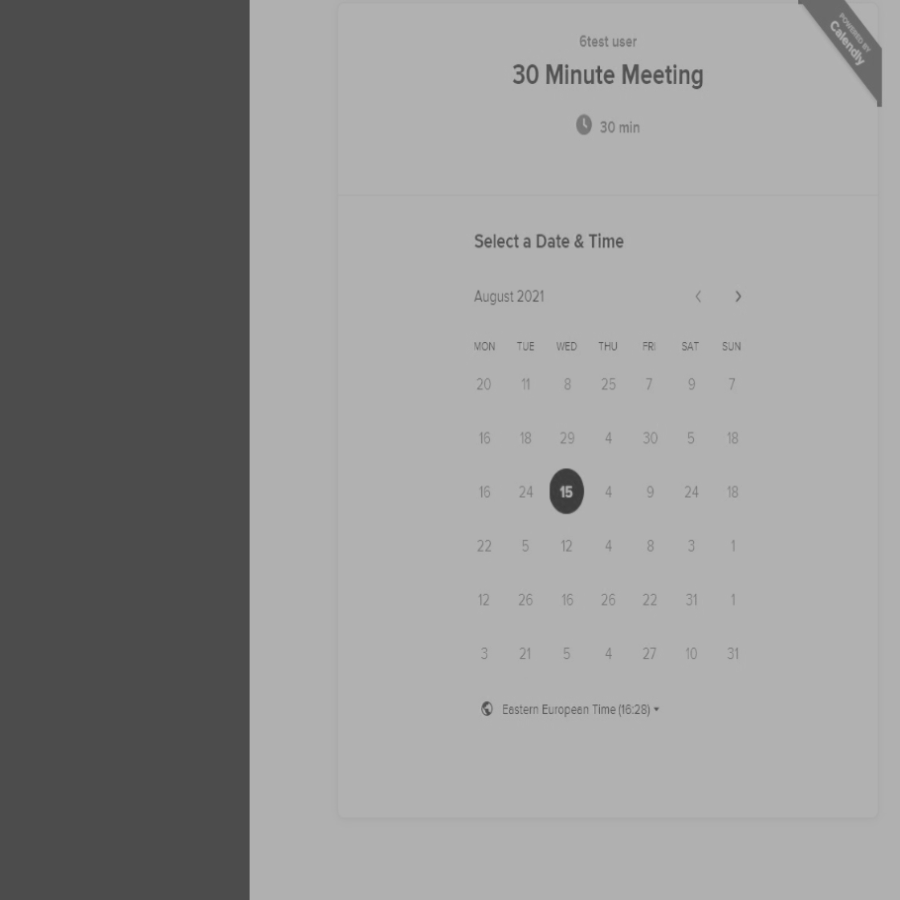 POWERED BY
Calendly
6test user
30 Minute Meeting
30 min
Select a Date & Time
August 2021
MON TUE WED THU FRI SAT SUN
20 11 8 25 7 9 7
16 18 29 4 30 5 18
16 24 15 4 9 24 18
22 5 12 4 8 3 1
12 26 16 26 22 31 1
3 21 5 4 27 10 31
Eastern European Time (16:28)